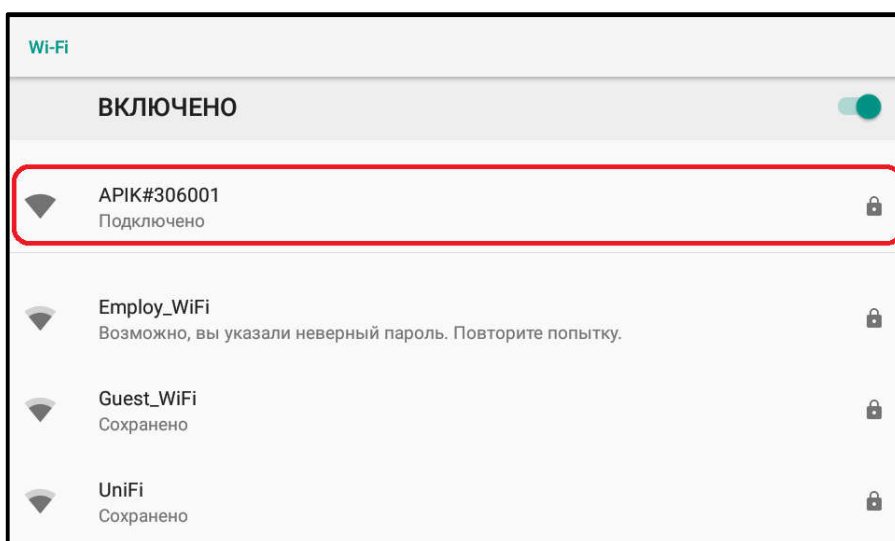 Wi-Fi
ВКЛЮЧЕНО
APIK#306001
Подключено
Employ_WiFi
Возможно, вы указали неверный пароль. Повторите попытку.
Guest_WiFi
Сохранено
UniFi
Сохранено